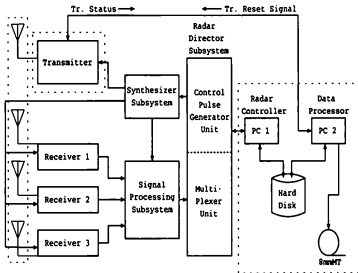 Tr. Status
Tr. Reset Signal
Radar
Director
Subsystem
Transmitter
Synthesizer
Subsystem
Control
Pulse
Generator
Unit
Radar
Controller
Data
Processor
PC 1
PC 2
Receiver 1
Receiver 2
Receiver 3
Signal
Processing
Subsystem
Multi-
Plexer
Unit
Hard
Disk
8mmMT